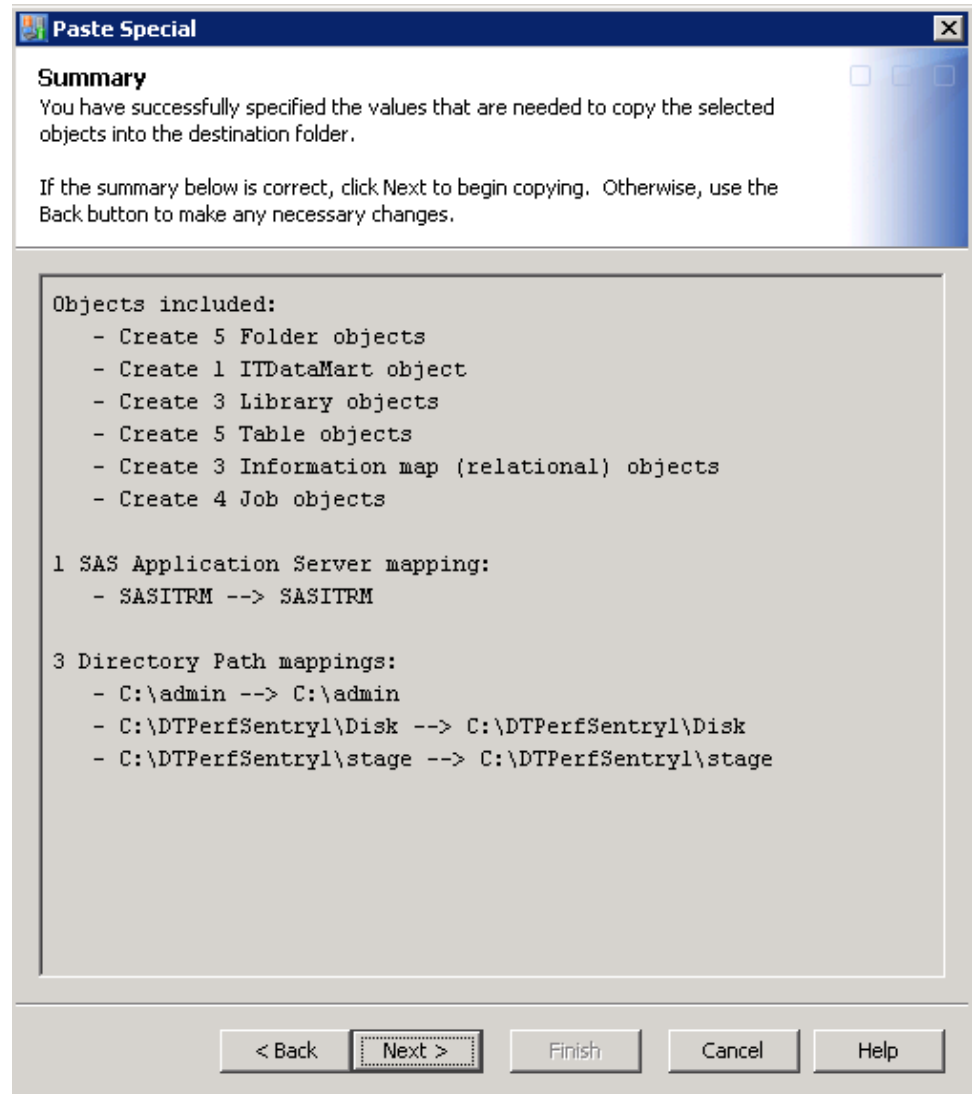 Paste Special
Summary
You have successfully specified the values that are needed to copy the selected
objects into the destination folder.
If the summary below is correct, click Next to begin copying. Otherwise, use the
Back button to make any necessary changes.
Objects included:
- Create 5 Folder objects
- Create 1 ITDataMart object
- Create 3 Library objects
- Create 5 Table objects
- Create 3 Information map (relational) objects
- Create 4 Job objects
1 SAS Application Server mapping:
- SASITRM --> SASITRM
3 Directory Path mappings:
- C:\admin --> C:\admin
- C:\DTPerfSentry1\Disk --> C:\DTPerfSentry1\Disk
- C:\DTPerfSentry1\stage --> C:\DTPerfSentry1\stage
< Back Next > Finish Cancel Help